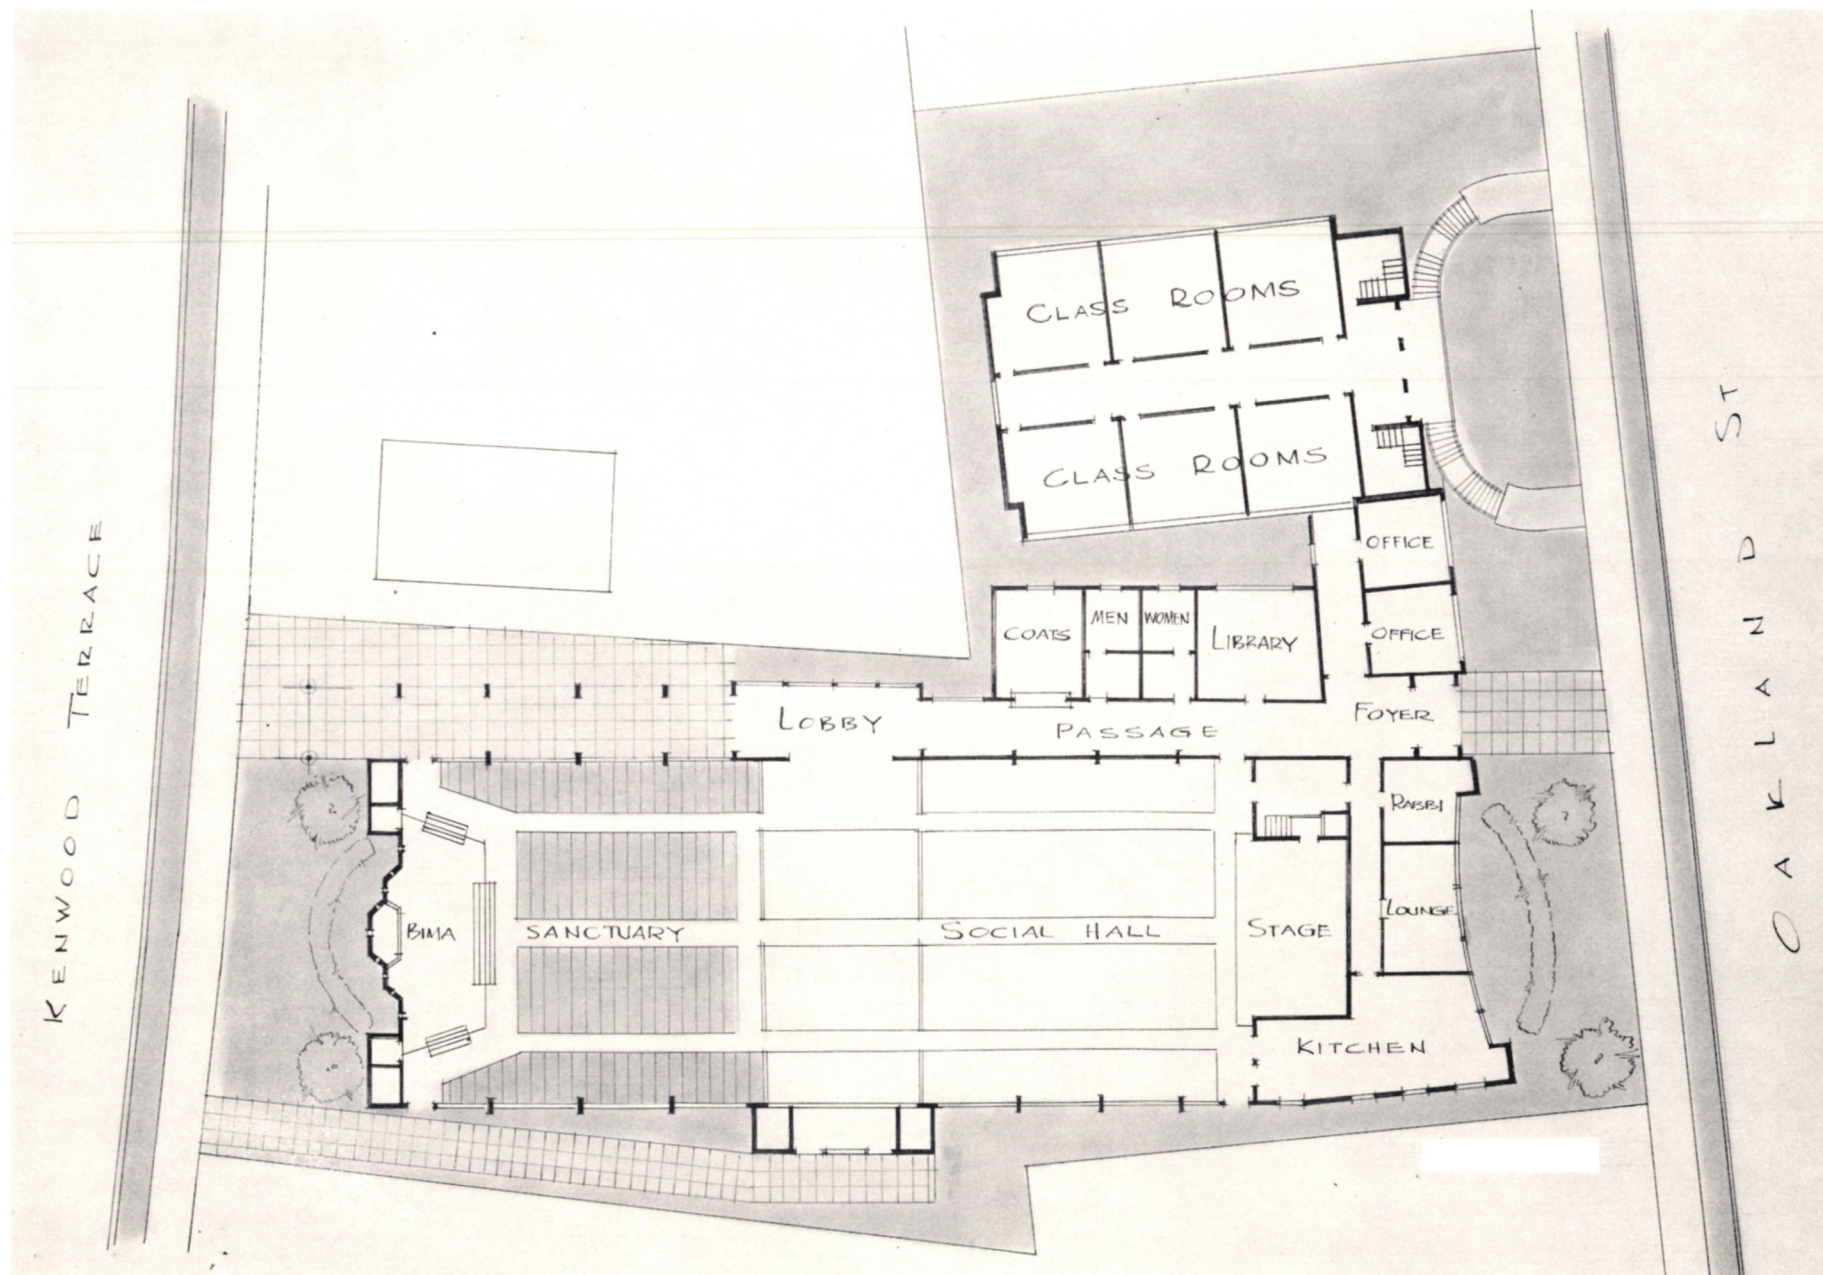 CLASS ROOMS
CLASS ROOMS
OFFICE
COATS
MEN
WOMEN
LIBRARY
OFFICE
LOBBY
PASSAGE
FOYER
RABBI
BIMA
SANCTUARY
SOCIAL HALL
STAGE
LOUNGE
KITCHEN
KENWOOD TERRACE
OAKLAND ST